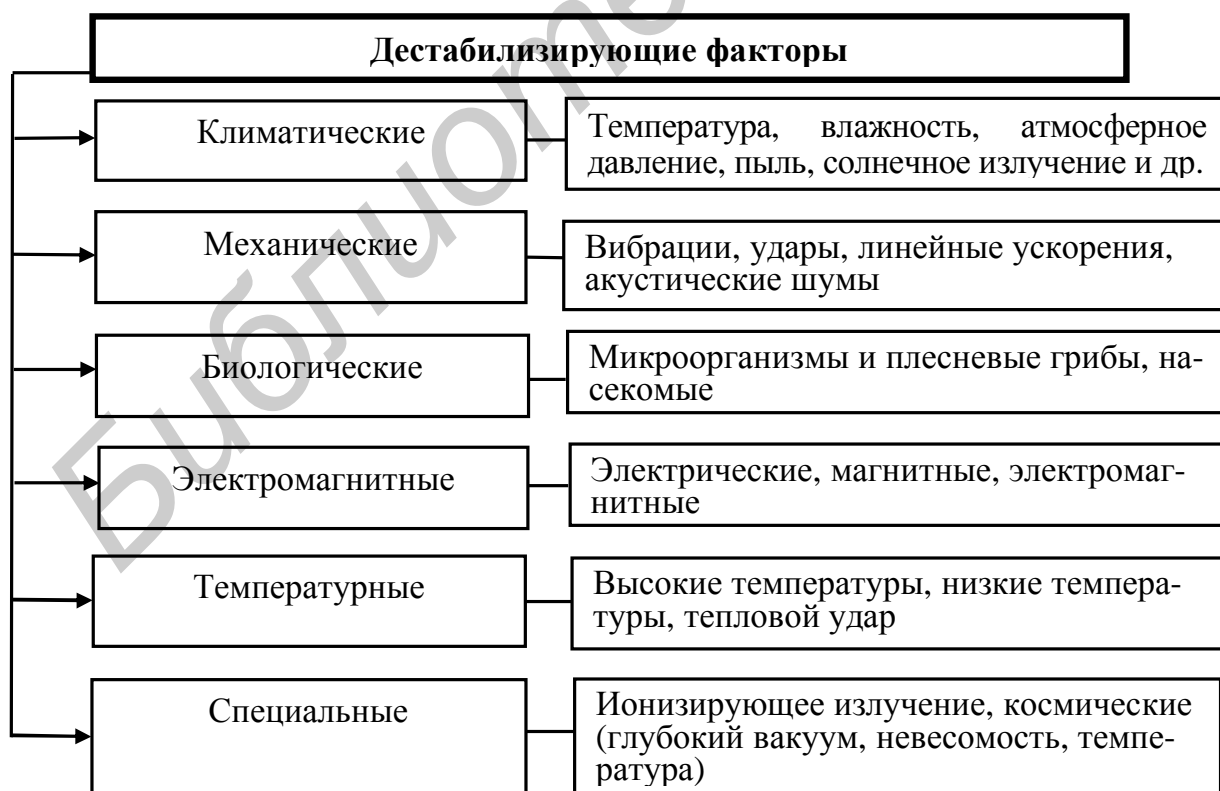 Дестабилизирующие факторы
Климатические
Температура, влажность, атмосферное
давление, пыль, солнечное излучение и др.
Механические
Вибрации, удары, линейные ускорения,
акустические шумы
Биологические
Микроорганизмы и плесневые грибы, на-
секомые
Электромагнитные
Электрические, магнитные, электромаг-
нитные
Температурные
Высокие температуры, низкие темпера-
туры, тепловой удар
Специальные
Ионизирующее излучение, космические
(глубокий вакуум, невесомость, темпе-
ратура)
Библиоте